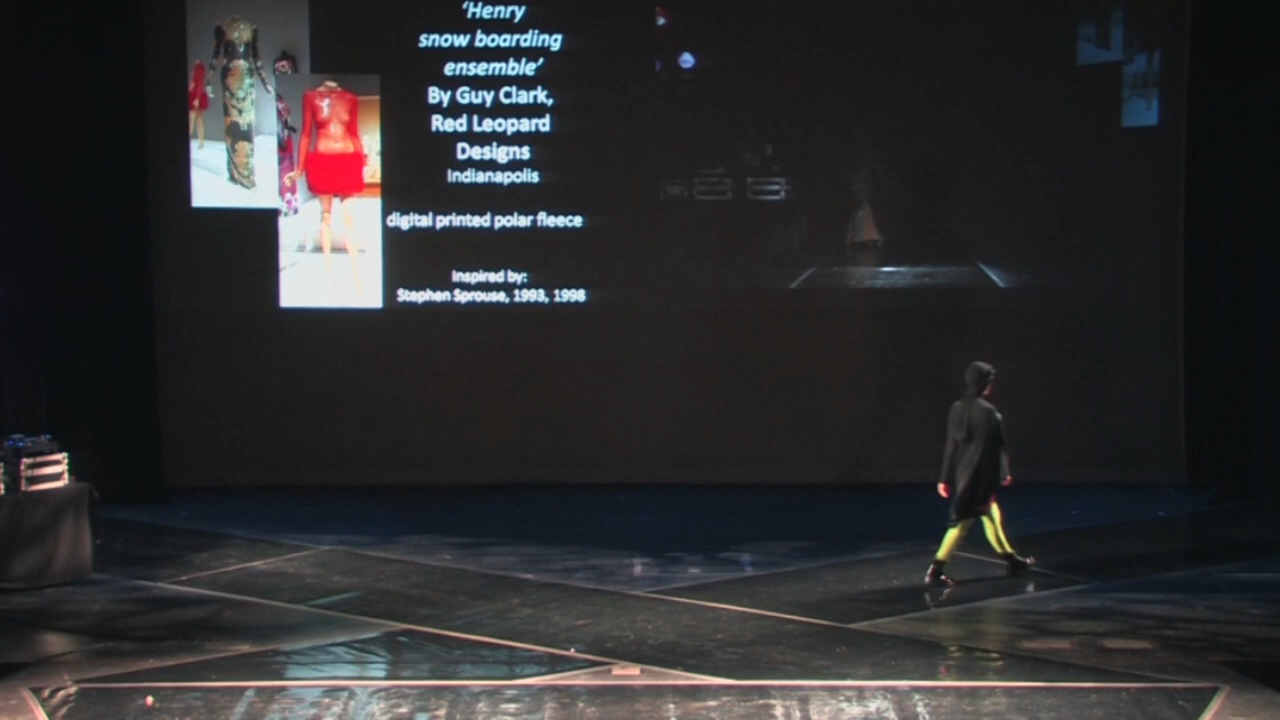 ‘Henry
snow boarding
ensemble’
By Guy Clark,
Red Leopard
Designs
Indianapolis
digital printed polar fleece
Inspired by:
Stephen Sprouse, 1993, 1998